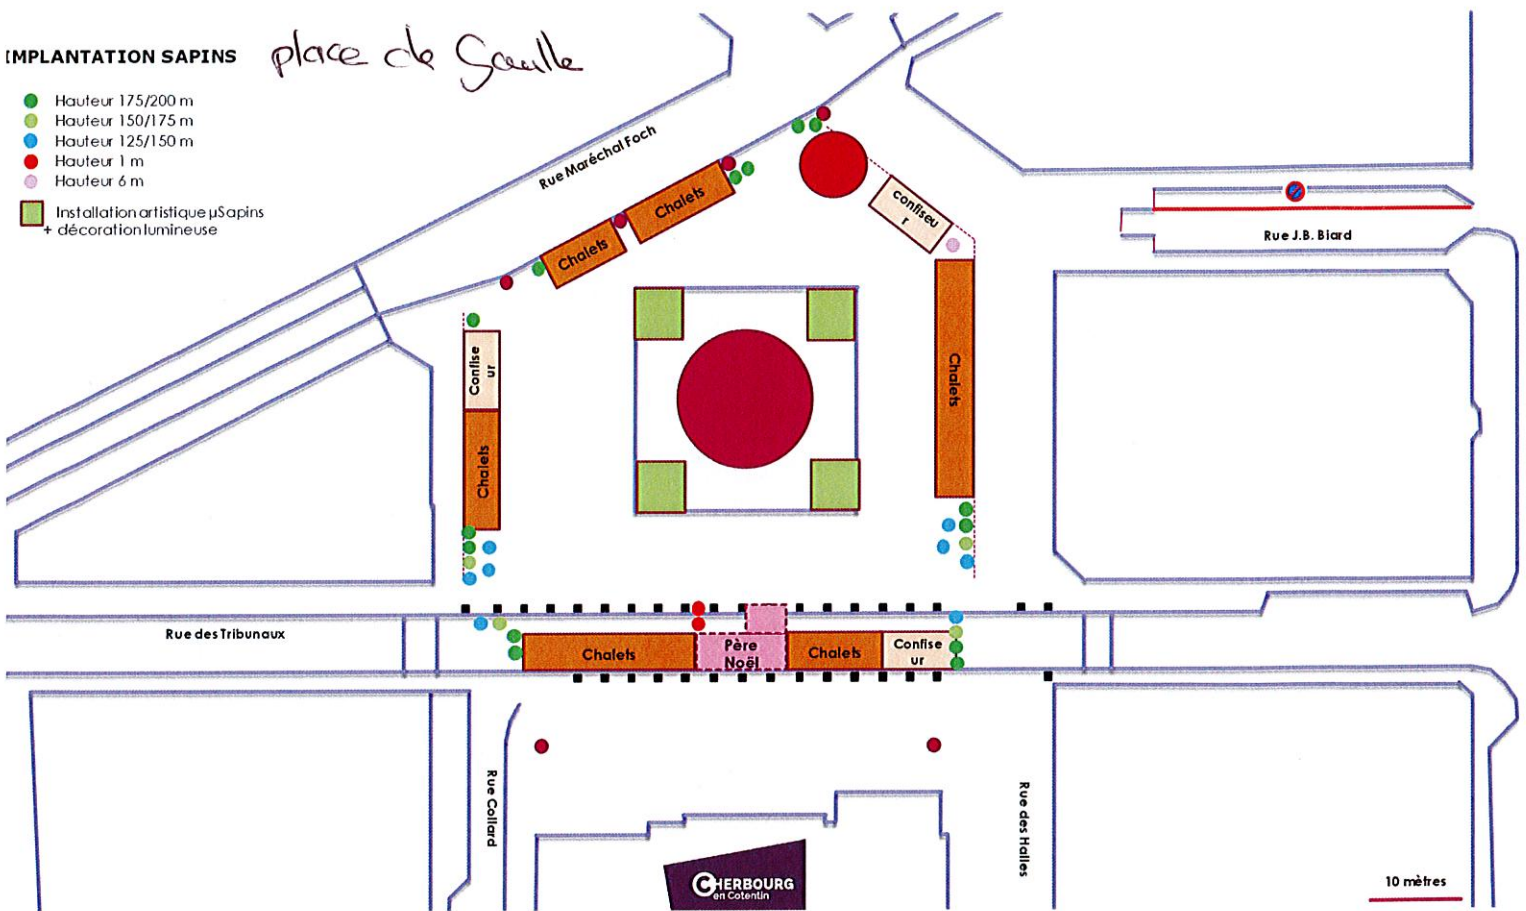 IMPLANTATION SAPINS
place de Gaulle
Hauteur 175/200 m
Hauteur 150/175 m
Hauteur 125/150 m
Hauteur 1 m
Hauteur 6 m
Installation artistique µSapins
+ décoration lumineuse
Rue Maréchal Foch
Chalets
Chalets
confiseu
r
Rue J.B. Biard
Confise
ur
Chalets
Chalets
Rue des Tribunaux
Chalets
Père
Noël
Chalets
Confise
ur
Rue Collard
Rue des Halles
CHERBOURG
en Cotentin
10 mètres